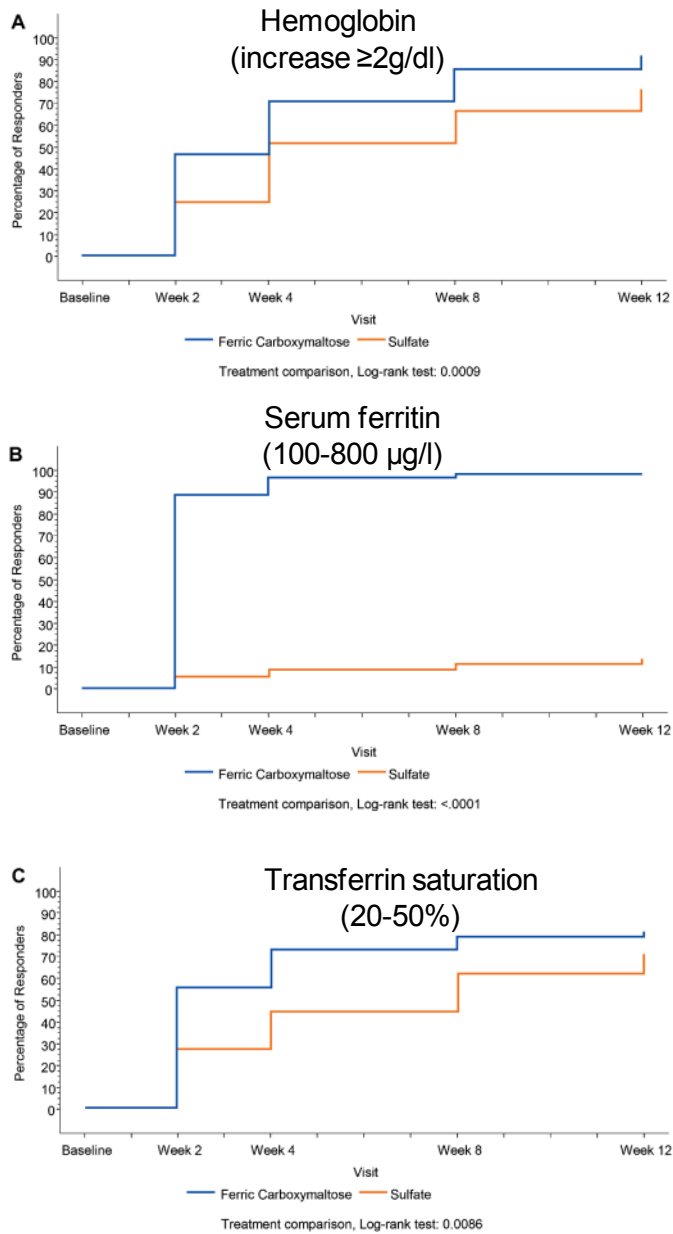 A
Hemoglobin
(increase ≥2g/dl)
Percentage of Responders
100
90
80
70
60
50
40
30
20
10
0
Baseline Week 2 Week 4 Week 8 Week 12
Visit
Ferric Carboxymaltose Sulfate
Treatment comparison, Log-rank test: 0.0009
B
Serum ferritin
(100-800 µg/l)
Percentage of Responders
100
90
80
70
60
50
40
30
20
10
0
Baseline Week 2 Week 4 Week 8 Week 12
Visit
Ferric Carboxymaltose Sulfate
Treatment comparison, Log-rank test: <.0001
C
Transferrin saturation
(20-50%)
Percentage of Responders
100
90
80
70
60
50
40
30
20
10
0
Baseline Week 2 Week 4 Week 8 Week 12
Visit
Ferric Carboxymaltose Sulfate
Treatment comparison, Log-rank test: 0.0086